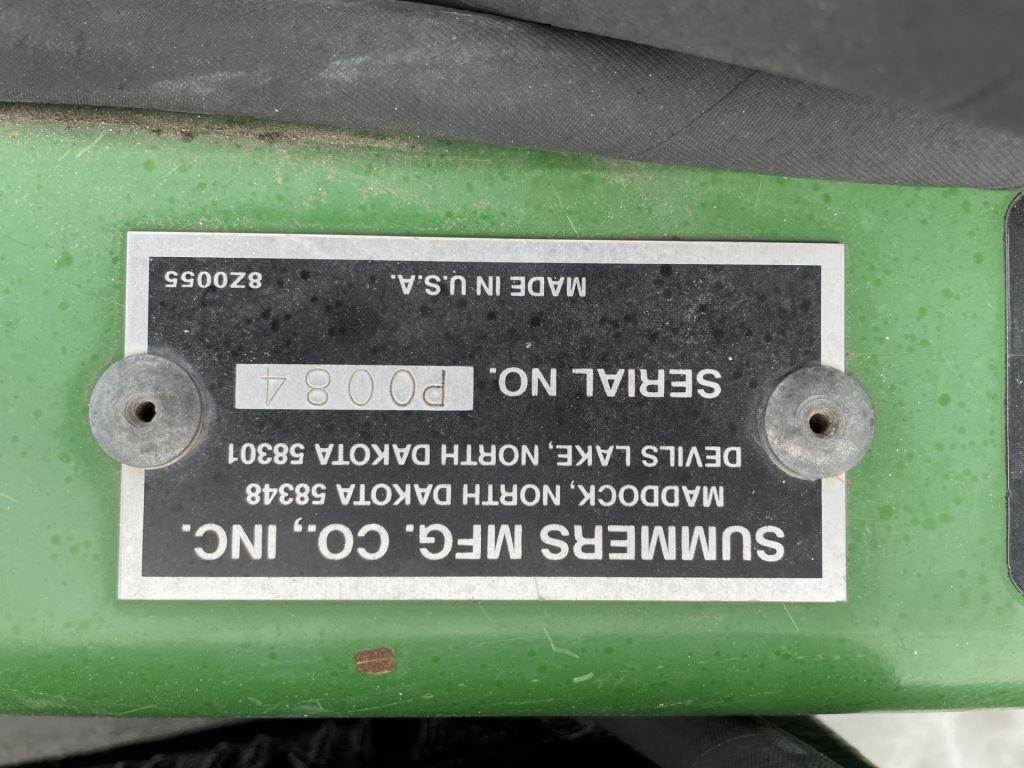 SUMMERS MFG. CO., INC.
MADDOCK, NORTH DAKOTA 58348
DEVILS LAKE, NORTH DAKOTA 58301
SERIAL NO. P0084
MADE IN U.S.A. 8Z0055